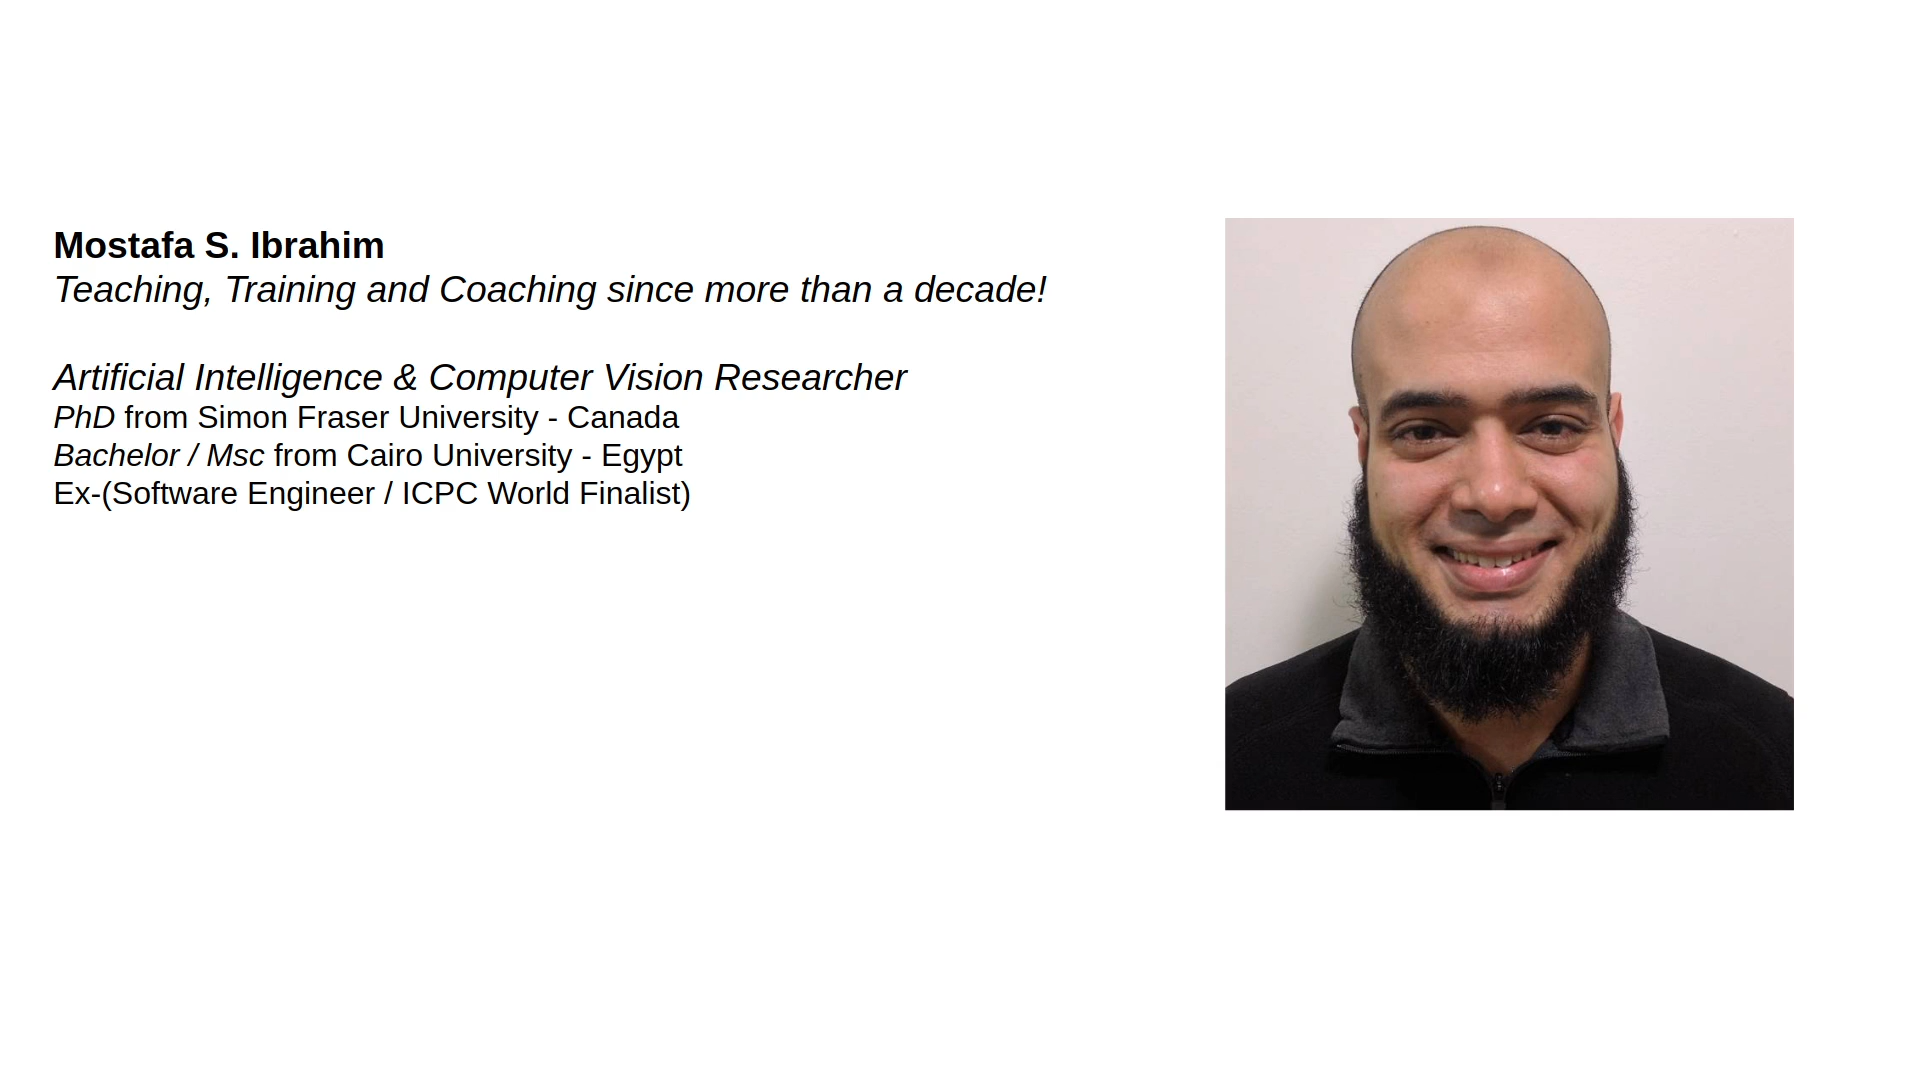 Mostafa S. Ibrahim
Teaching, Training and Coaching since more than a decade!
Artificial Intelligence & Computer Vision Researcher
PhD from Simon Fraser University - Canada
Bachelor / Msc from Cairo University - Egypt
Ex-(Software Engineer / ICPC World Finalist)